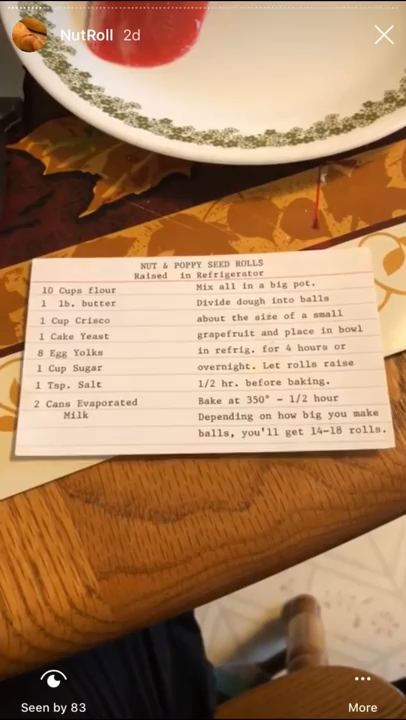 NutRoll 2d
NUT & POPPY SEED ROLLS
Raised in Refrigerator
10 Cups flour
1 lb. butter
1 Cup Crisco
1 Cake Yeast
8 Egg Yolks
1 Cup Sugar
1 Tsp. Salt
2 Cans Evaporated
Milk
Mix all in a big pot.
Divide dough into balls
about the size of a small
grapefruit and place in bowl
in refrig. for 4 hours or
overnight. Let rolls raise
1/2 hr. before baking.
Bake at 350° - 1/2 hour
Depending on how big you make
balls, you'll get 14-18 rolls.
Seen by 83
More